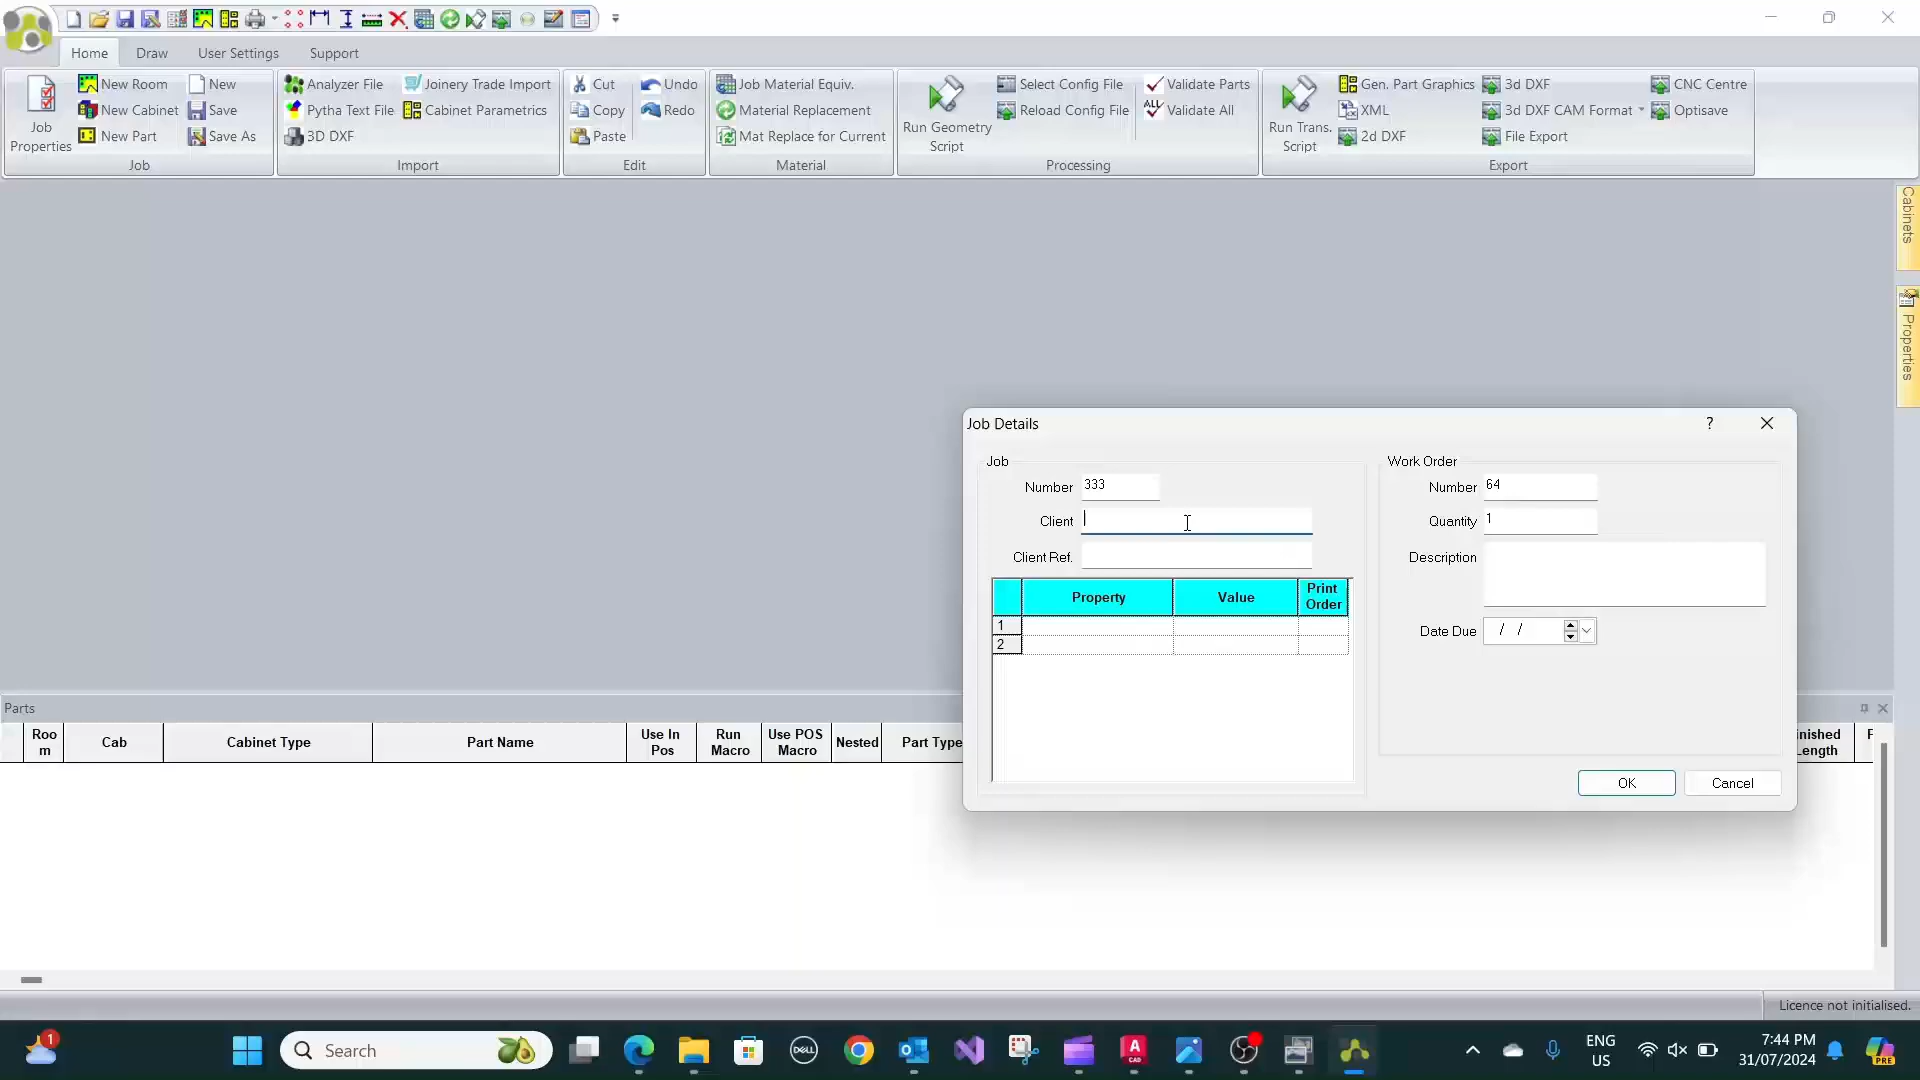 Home Draw User Settings Support
Job Properties
New Room
New
New Cabinet
Save
New Part
Save As
Job
Analyzer File
Joinery Trade Import
Pytha Text File
Cabinet Parametrics
3D DXF
Import
Cut
Undo
Copy
Redo
Paste
Edit
Job Material Equiv.
Material Replacement
Mat Replace for Current
Material
Run Geometry Script
Select Config File
Validate Parts
Reload Config File
ALL
Validate All
Processing
Run Trans. Script
Gen. Part Graphics
3d DXF
CNC Centre
XML
3d DXF CAM Format
Optisave
2d DXF
File Export
Export
Cabinets
Properties
Job Details
?
Job
Number 333
Client
Client Ref.
Property Value Print Order
1
2
Work Order
Number 64
Quantity 1
Description
Date Due / /
OK Cancel
Parts
Room Cab Cabinet Type Part Name Use In Pos Run Macro Use POS Macro Nested Part Type
Licence not initialised.
1
Search
DELL
A
CAD
ENG
US
7:44 PM
31/07/2024
PRE